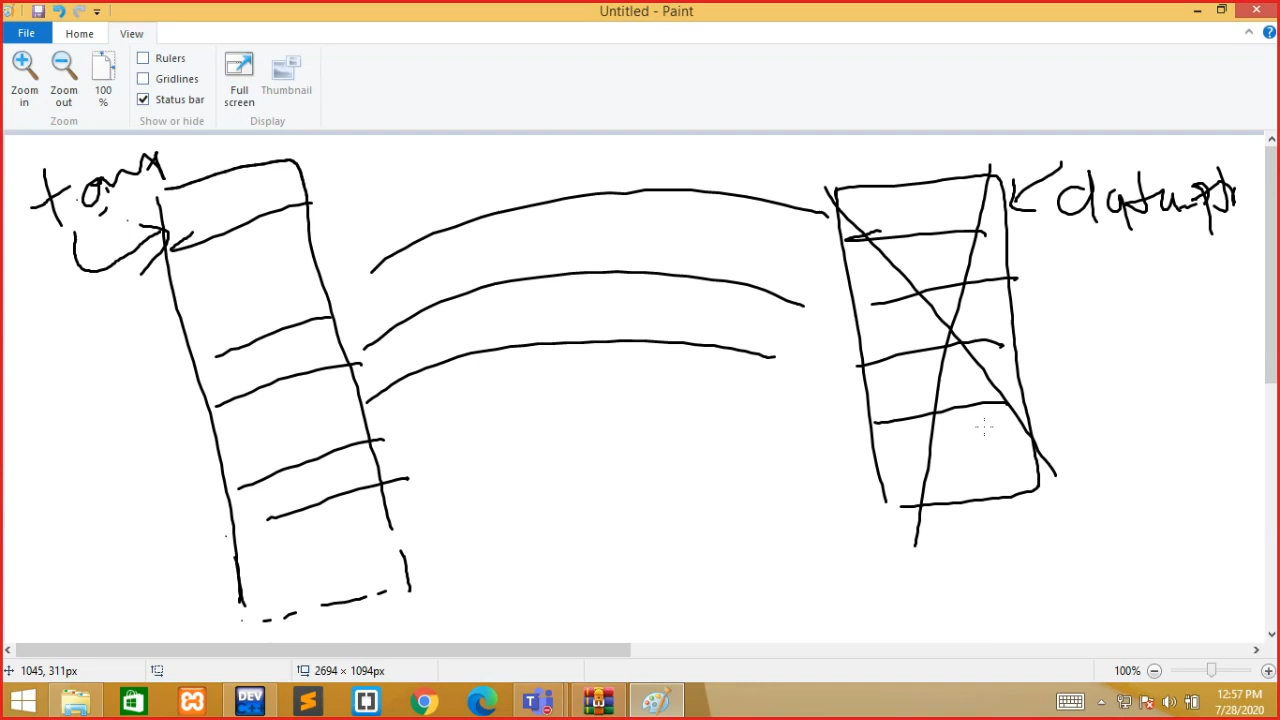 Untitled - Paint
File Home View
Zoom in
Zoom out
100 %
Rulers
Gridlines
Status bar
Full screen
Thumbnail
Zoom
Show or hide
Display
1045, 311px
2694 × 1094px
100%
DEV
12:57 PM
7/28/2020